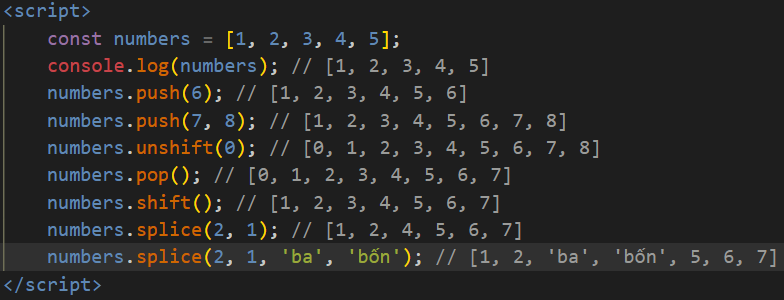 <script>
const numbers = [1, 2, 3, 4, 5];
console.log(numbers); // [1, 2, 3, 4, 5]
numbers.push(6); // [1, 2, 3, 4, 5, 6]
numbers.push(7, 8); // [1, 2, 3, 4, 5, 6, 7, 8]
numbers.unshift(0); // [0, 1, 2, 3, 4, 5, 6, 7, 8]
numbers.pop(); // [0, 1, 2, 3, 4, 5, 6, 7]
numbers.shift(); // [1, 2, 3, 4, 5, 6, 7]
numbers.splice(2, 1); // [1, 2, 4, 5, 6, 7]
numbers.splice(2, 1, 'ba', 'bốn'); // [1, 2, 'ba', 'bốn', 5, 6, 7]
</script>